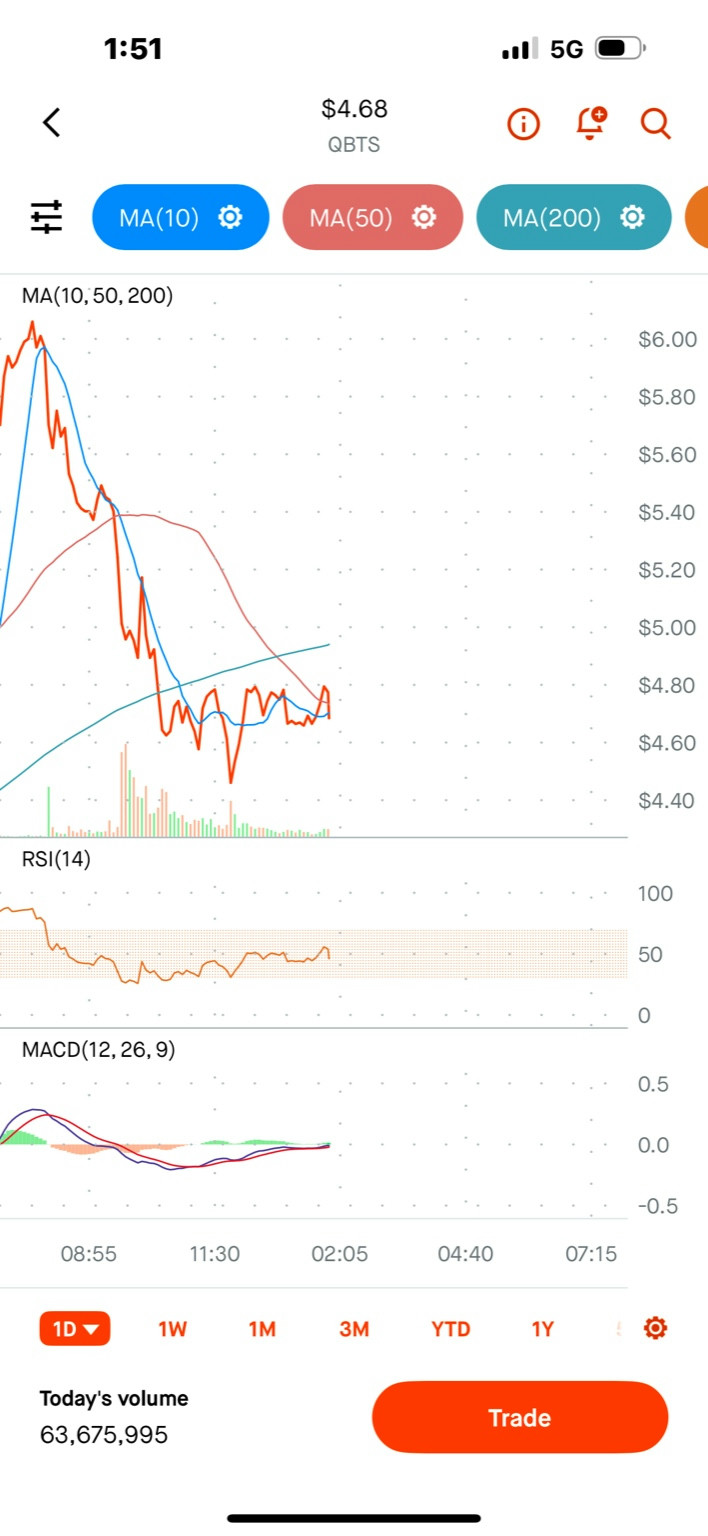 1:51 5G
$4.68
QBTS
MA(10) MA(50) MA(200)
MA(10,50,200)
$6.00
$5.80
$5.60
$5.40
$5.20
$5.00
$4.80
$4.60
$4.40
RSI(14)
100
50
0
MACD(12,26,9)
0.5
0.0
-0.5
08:55 11:30 02:05 04:40 07:15
1D 1W 1M 3M YTD 1Y
Today's volume
63,675,995
Trade